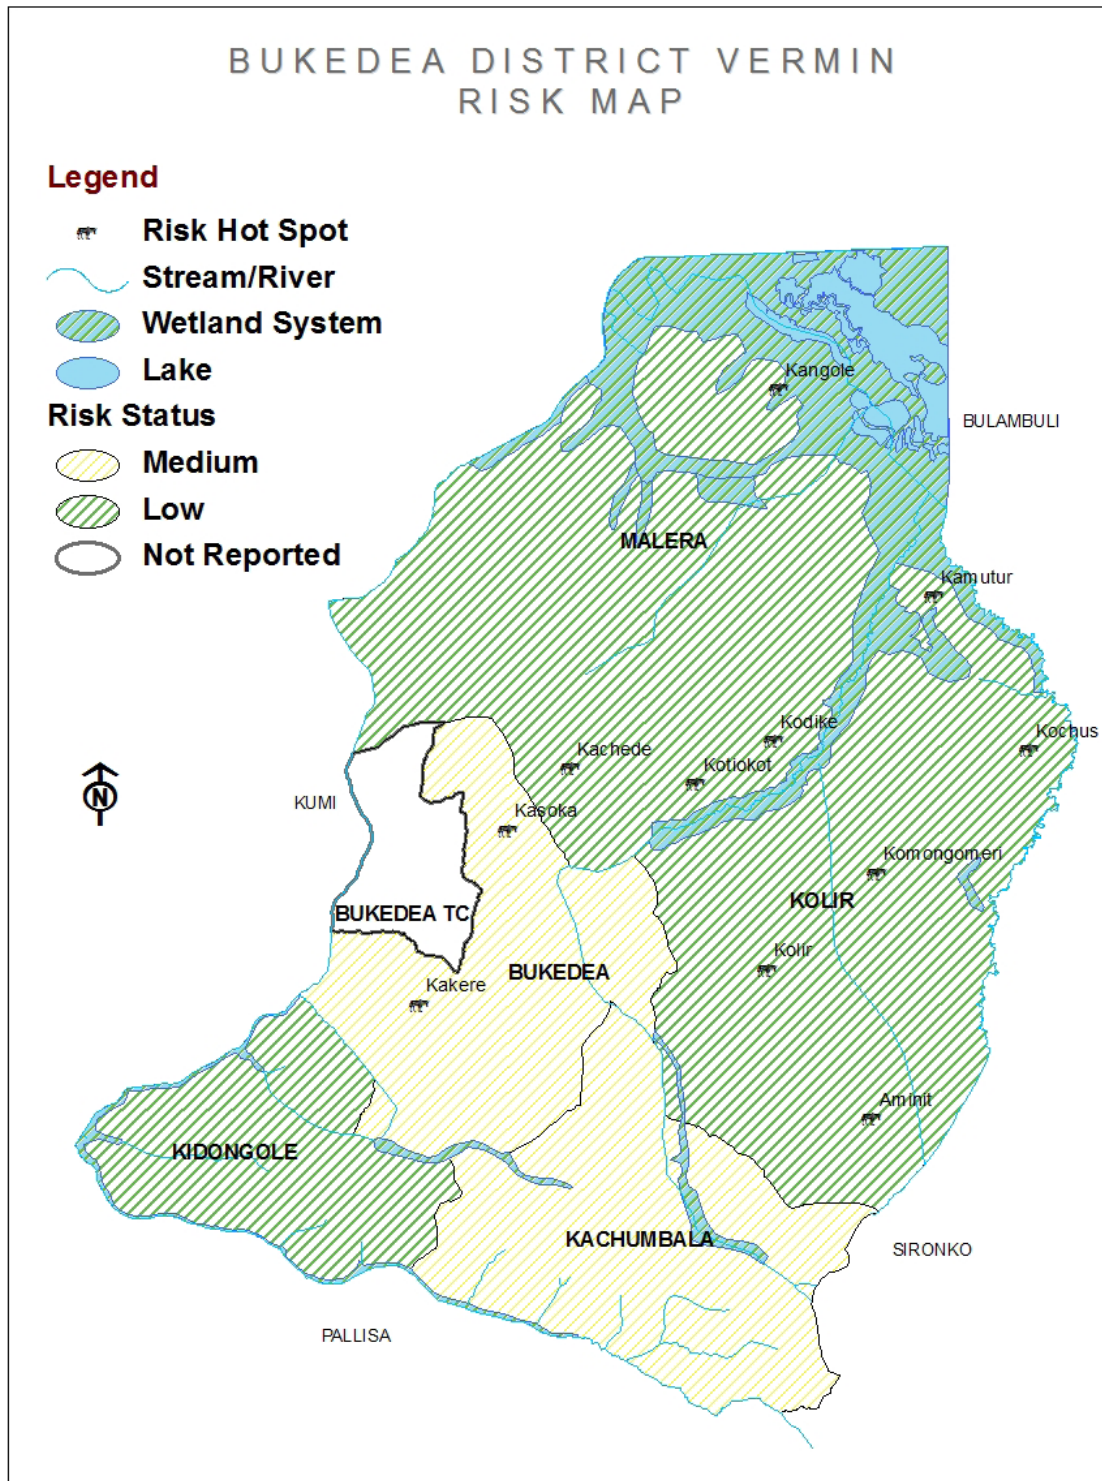 BUKEDEA DISTRICT VERMIN
RISK MAP
Legend
Risk Hot Spot
Stream/River
Wetland System
Lake
Risk Status
Medium
Low
Not Reported
N
Kangole
BULAMBULI
MALERA
Kamutur
Kodike
Kochus
Kachede
Kotiokot
KUMI
Kasoka
Komongomeri
KOLIR
BUKEDEA TC
Kolir
BUKEDEA
Kakere
Aminit
KIDONGOLE
KACHUMBALA
SIRONKO
PALLISA